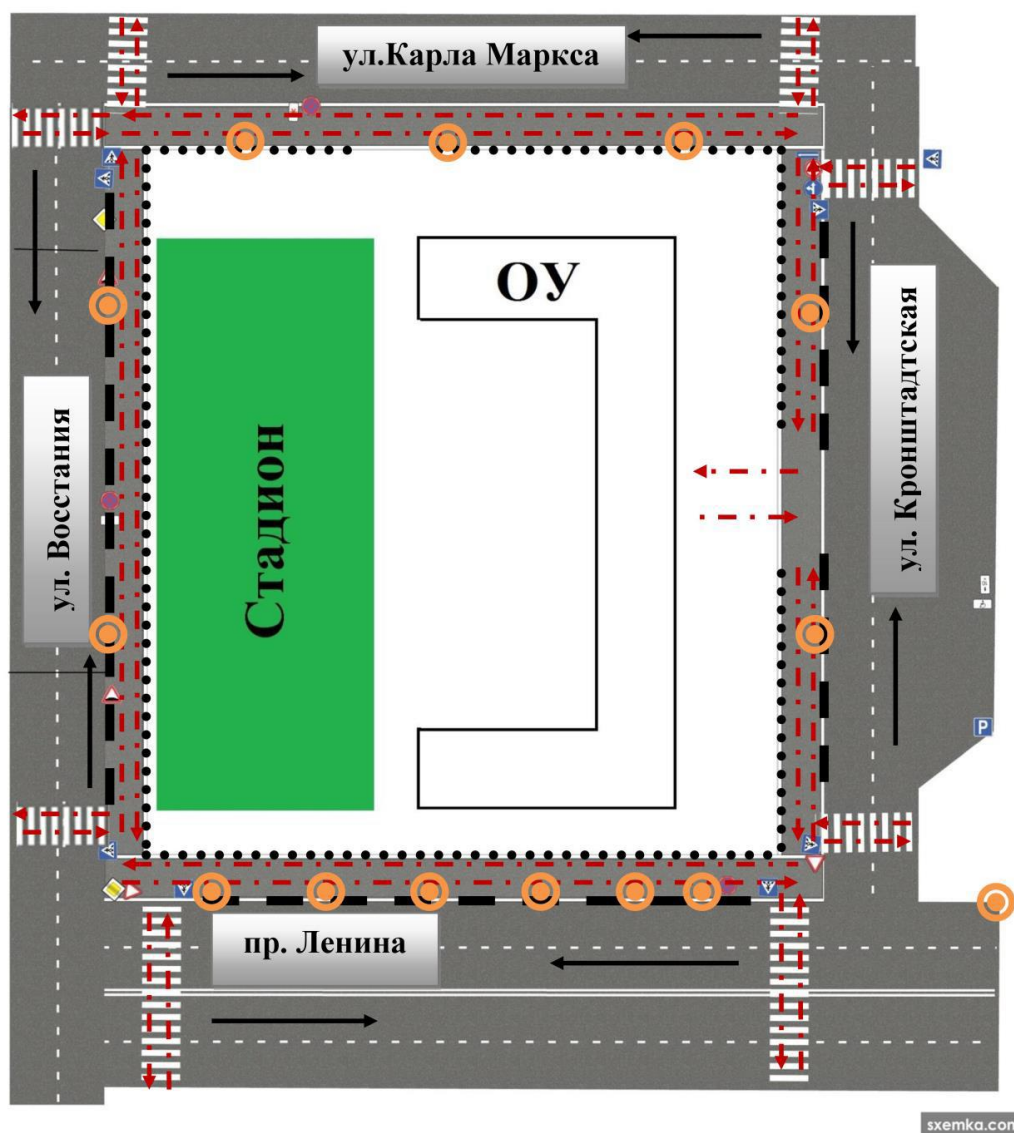 ул.Карла Маркса
ОУ
Стадион
ул. Восстания
ул. Кронштадтская
P
пр. Ленина
sxemka.com